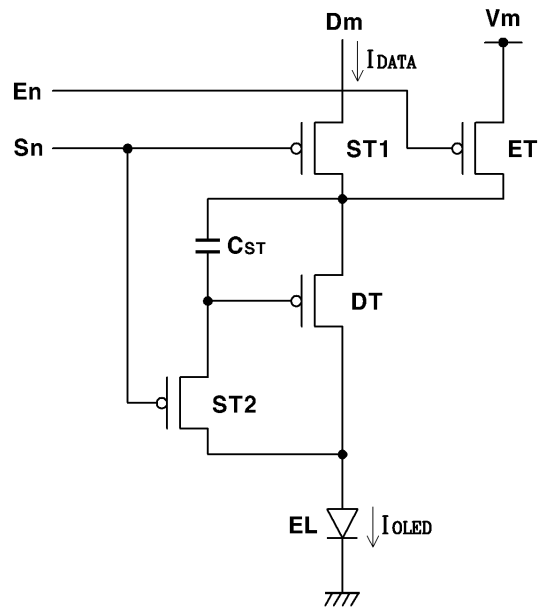 Dm
Vm
IDATA
En
Sn
ST1
ET
CST
DT
ST2
EL
IOLED